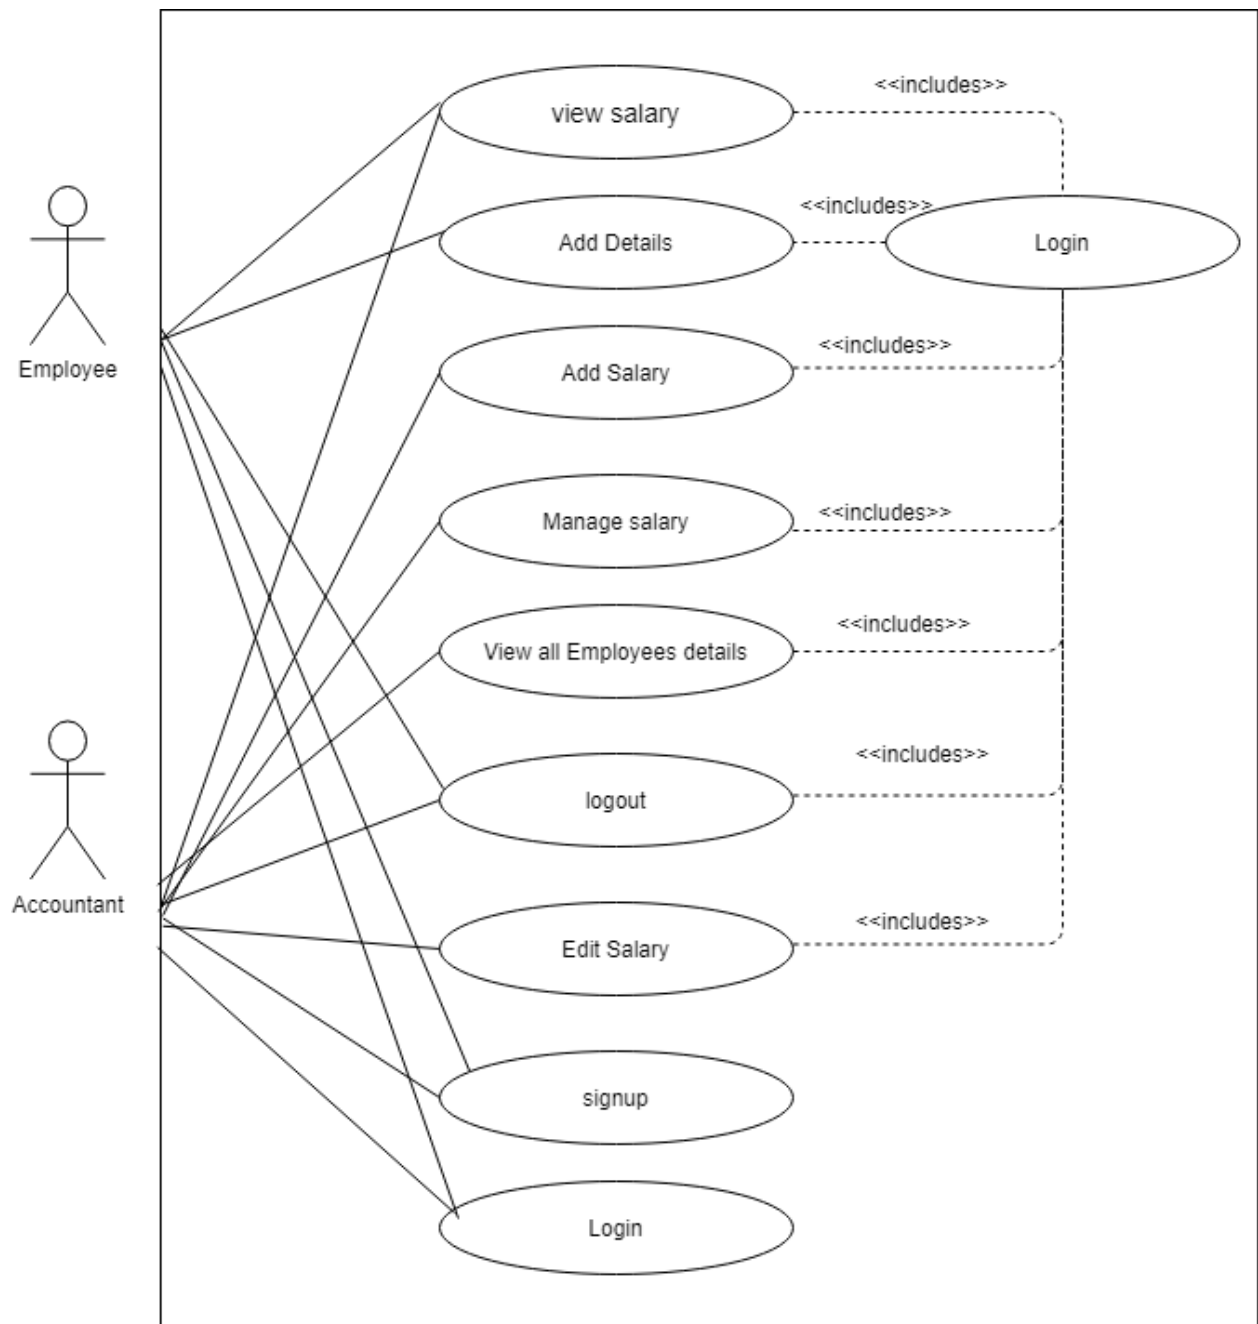 view salary
<<includes>>
Add Details
<<includes>>
Login
Employee
Add Salary
<<includes>>
Manage salary
<<includes>>
View all Employees details
<<includes>>
logout
<<includes>>
Accountant
Edit Salary
<<includes>>
signup
Login